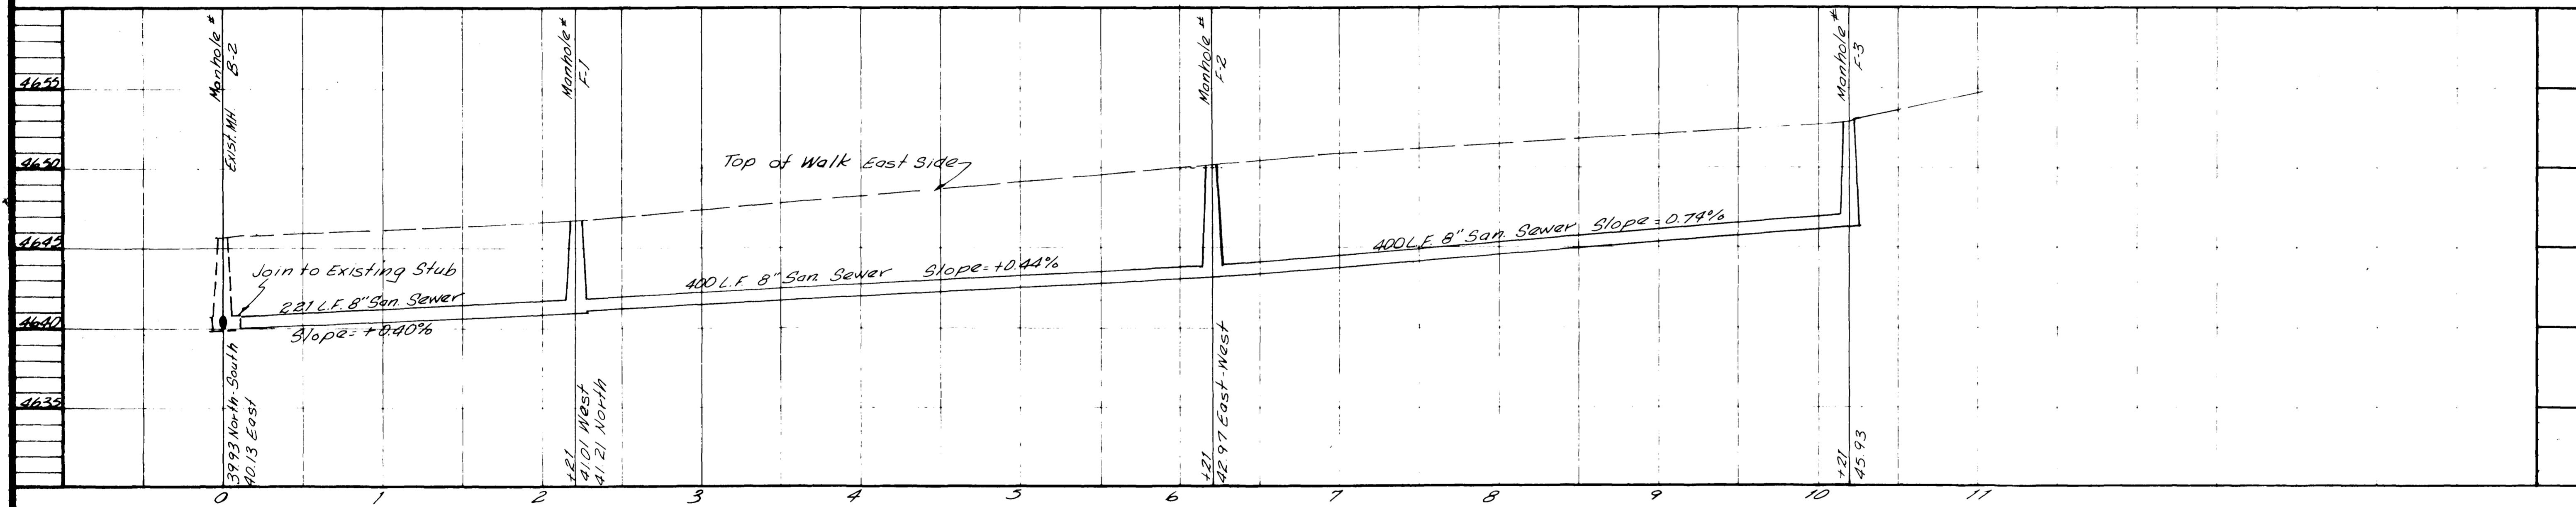 Manhole #
B-2
Exist. MH
Manhole #
F-1
Manhole #
F-2
Manhole #
F-3
4655
4650
4645
4640
4635
Top of Walk East Side
Join to Existing Stub
221 L.F. 8" San. Sewer
Slope = +0.40%
400 L.F. 8" San. Sewer Slope = +0.44%
400 L.F. 8" San. Sewer Slope = 0.74%
39.93 North-South
40.13 East
+21
41.01 West
41.21 North
+21
42.97 East-West
+21
45.93
0 1 2 3 4 5 6 7 8 9 10 11